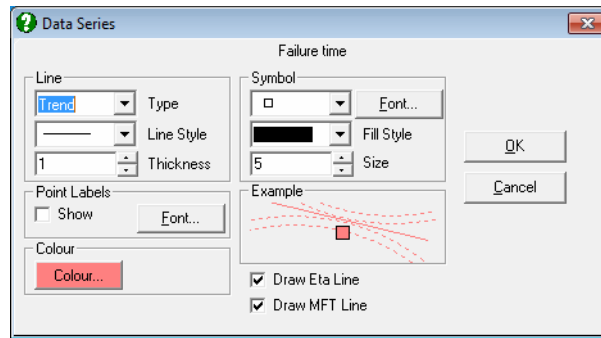 Data Series
Failure time
Line
Trend
Type
Line Style
1
Thickness
Symbol
Font...
Fill Style
5
Size
OK
Cancel
Point Labels
Show
Font...
Example
Colour
Colour...
Draw Eta Line
Draw MFT Line